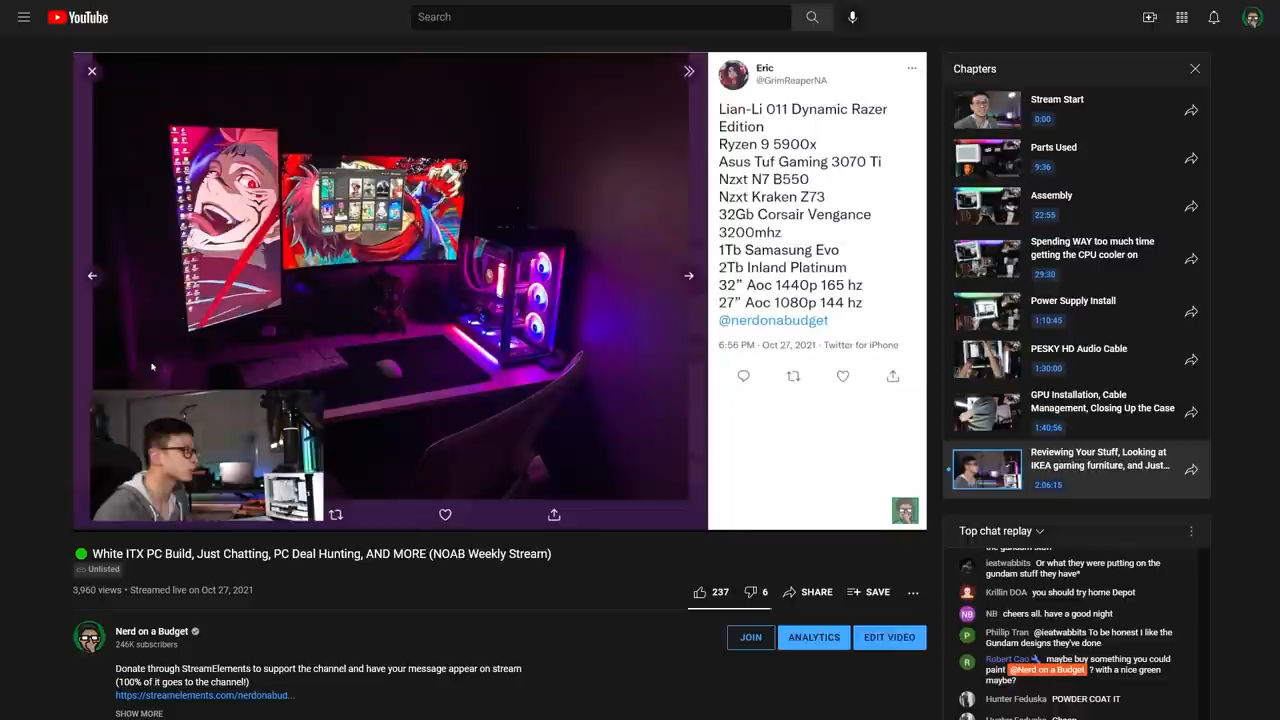 YouTube
Search
Eric
@GrimReaperNA
Lian-Li 011 Dynamic Razer
Edition
Ryzen 9 5900x
Asus Tuf Gaming 3070 Ti
Nzxt N7 B550
Nzxt Kraken Z73
32Gb Corsair Vengance
3200mhz
1Tb Samasung Evo
2Tb Inland Platinum
32” Aoc 1440p 165 hz
27” Aoc 1080p 144 hz
@nerdonabudget
6:56 PM · Oct 27, 2021 · Twitter for iPhone
White ITX PC Build, Just Chatting, PC Deal Hunting, AND MORE (NOAB Weekly Stream)
Unlisted
3,960 views • Streamed live on Oct 27, 2021
237
6
SHARE
SAVE
Nerd on a Budget
246K subscribers
JOIN
ANALYTICS
EDIT VIDEO
Donate through StreamElements to support the channel and have your message appear on stream
(100% of it goes to the channel!)
https://streamelements.com/nerdonabud...
SHOW MORE
Chapters
Stream Start
0:00
Parts Used
9:36
Assembly
22:55
Spending WAY too much time
getting the CPU cooler on
29:30
Power Supply Install
1:10:45
PESKY HD Audio Cable
1:30:00
GPU Installation, Cable
Management, Closing Up the Case
1:40:56
Reviewing Your Stuff, Looking at
IKEA gaming furniture, and Just...
2:06:15
Top chat replay
the gundam stuff
ieatwabbits Or what they were putting on the
gundam stuff they have*
Krillin DOA you should try home Depot
NB
NB cheers all. have a good night
P
Phillip Tran @ieatwabbits To be honest I like the
Gundam designs they've done
R
Robert Cao maybe buy something you could
paint @Nerd on a Budget ? with a nice green
maybe?
Hunter Feduska POWDER COAT IT
Hunter Feduska